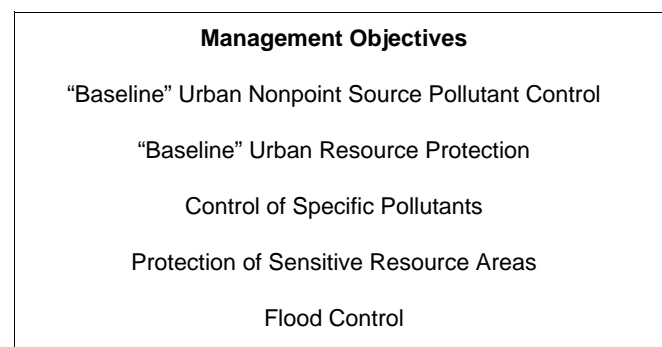 Management Objectives
“Baseline” Urban Nonpoint Source Pollutant Control
“Baseline” Urban Resource Protection
Control of Specific Pollutants
Protection of Sensitive Resource Areas
Flood Control